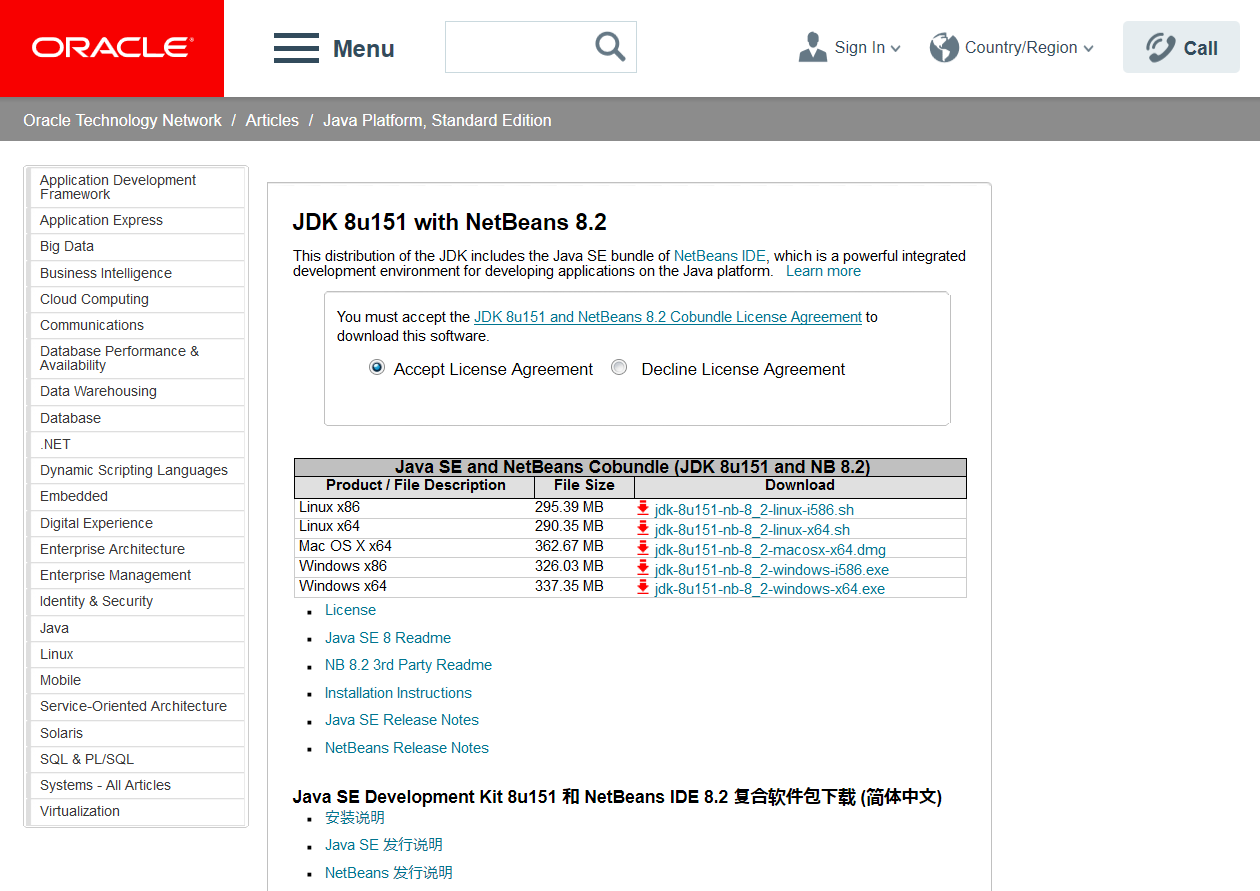 ORACLE®
Menu
Sign In
Country/Region
Call
Oracle Technology Network / Articles / Java Platform, Standard Edition
Application Development
Framework
Application Express
Big Data
Business Intelligence
Cloud Computing
Communications
Database Performance &
Availability
Data Warehousing
Database
.NET
Dynamic Scripting Languages
Embedded
Digital Experience
Enterprise Architecture
Enterprise Management
Identity & Security
Java
Linux
Mobile
Service-Oriented Architecture
Solaris
SQL & PL/SQL
Systems - All Articles
Virtualization
JDK 8u151 with NetBeans 8.2
This distribution of the JDK includes the Java SE bundle of NetBeans IDE, which is a powerful integrated
development environment for developing applications on the Java platform. Learn more
You must accept the JDK 8u151 and NetBeans 8.2 Cobundle License Agreement to
download this software.
Accept License Agreement Decline License Agreement
Java SE and NetBeans Cobundle (JDK 8u151 and NB 8.2)
Product / File Description File Size Download
Linux x86 295.39 MB jdk-8u151-nb-8_2-linux-i586.sh
Linux x64 290.35 MB jdk-8u151-nb-8_2-linux-x64.sh
Mac OS X x64 362.67 MB jdk-8u151-nb-8_2-macosx-x64.dmg
Windows x86 326.03 MB jdk-8u151-nb-8_2-windows-i586.exe
Windows x64 337.35 MB jdk-8u151-nb-8_2-windows-x64.exe
License
Java SE 8 Readme
NB 8.2 3rd Party Readme
Installation Instructions
Java SE Release Notes
NetBeans Release Notes
Java SE Development Kit 8u151 和 NetBeans IDE 8.2 复合软件包下载 (简体中文)
安装说明
Java SE 发行说明
NetBeans 发行说明